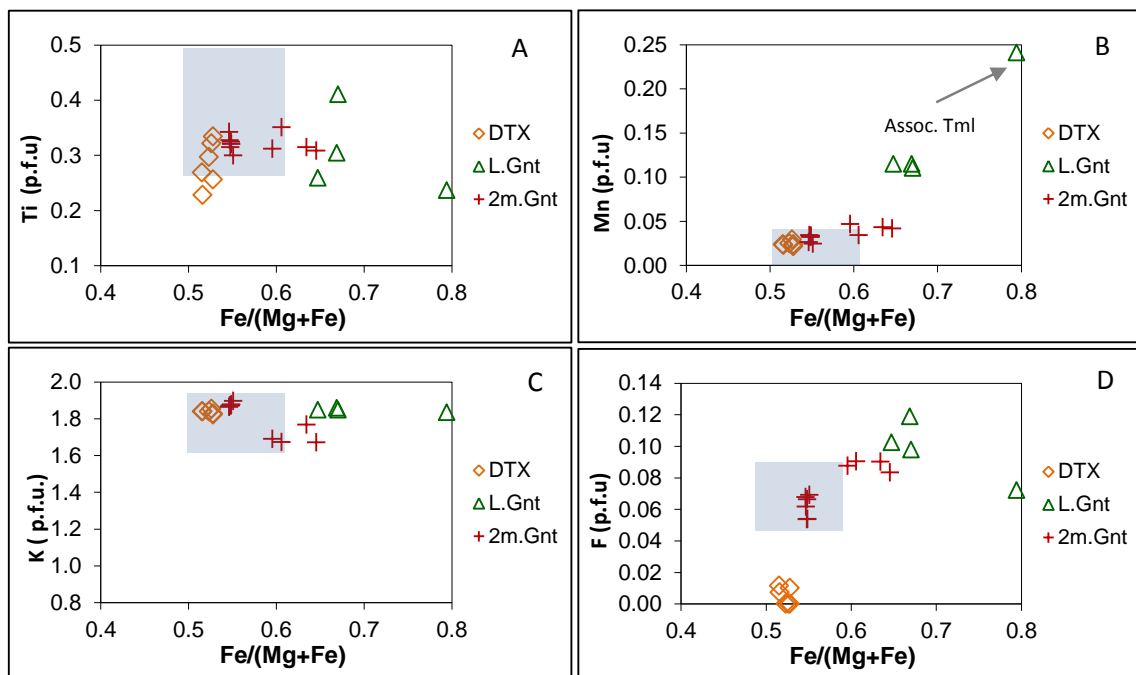 A
0.5
0.4
0.3
0.2
0.1
Ti (p.f.u)
0.4 0.5 0.6 0.7 0.8
Fe/(Mg+Fe)
DTX
L.Gnt
2m.Gnt
B
0.25
0.20
0.15
0.10
0.05
0.00
Mn (p.f.u)
Assoc. Tml
0.4 0.5 0.6 0.7 0.8
Fe/(Mg+Fe)
DTX
L.Gnt
2m.Gnt
C
2.0
1.8
1.6
1.4
1.2
1.0
0.8
K ( p.f.u.)
0.4 0.5 0.6 0.7 0.8
Fe/(Mg+Fe)
DTX
L.Gnt
2m.Gnt
D
0.14
0.12
0.10
0.08
0.06
0.04
0.02
0.00
F (p.f.u)
0.4 0.5 0.6 0.7 0.8
Fe/(Mg+Fe)
DTX
L.Gnt
2m.Gnt